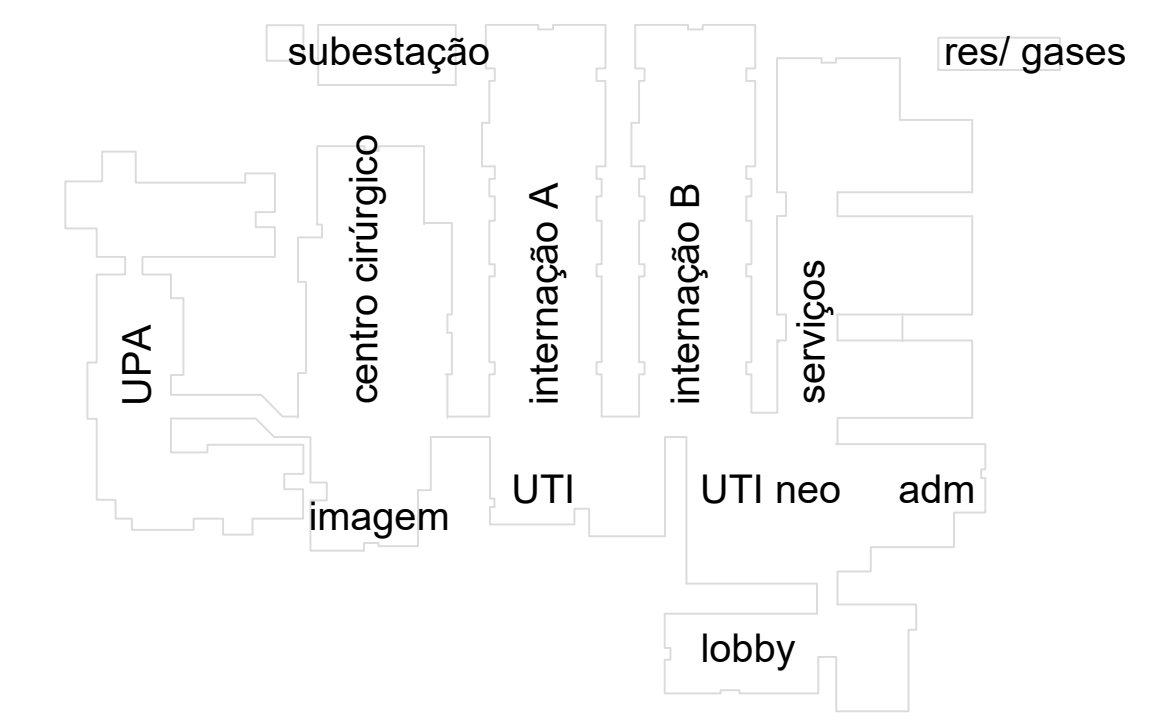 subestação
res/ gases
UPA
centro cirúrgico
internação A
internação B
serviços
imagem
UTI
UTI neo
adm
lobby